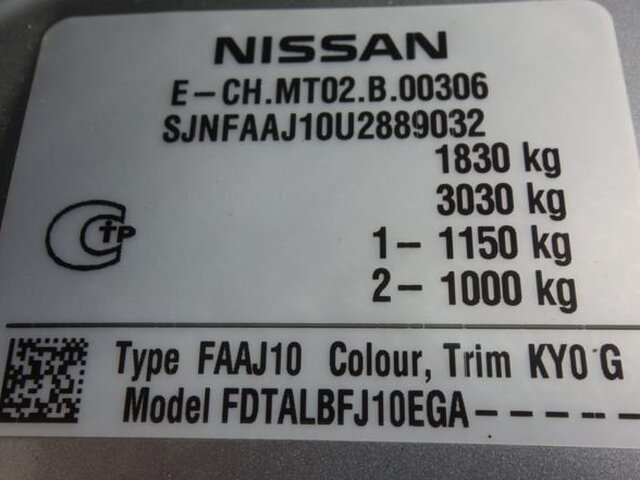 NISSAN
E-CH.MT02.B.00306
SJNFAAJ10U2889032
1830 kg
3030 kg
1- 1150 kg
2- 1000 kg
Type FAAJ10 Colour, Trim KY0 G
Model FDTALBFJ10EGA-----